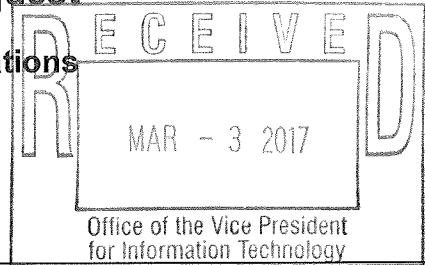 RECEIVED
tions
MAR - 3 2017
Office of the Vice President
for Information Technology